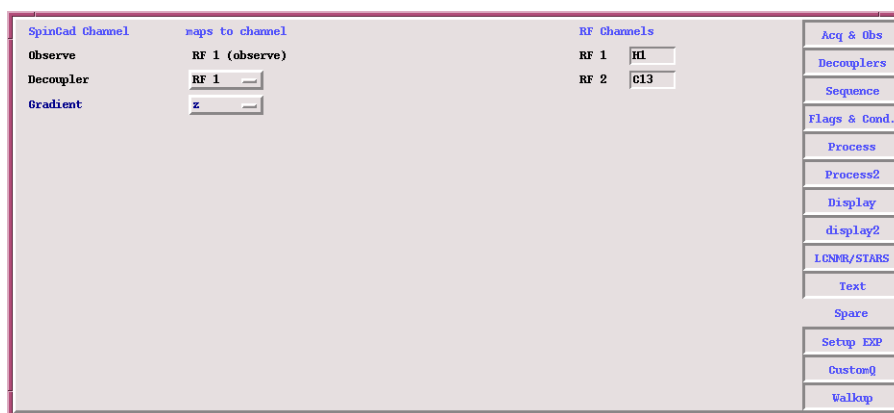 SpinCad Channel maps to channel RF Channels
Observe RF 1 (observe) RF 1 H1
Decoupler RF 1 RF 2 C13
Gradient z
Acq & Obs
Decouplers
Sequence
Flags & Cond.
Process
Process2
Display
display2
LCNMR/STARS
Text
Spare
Setup EXP
CustomQ
Walkup